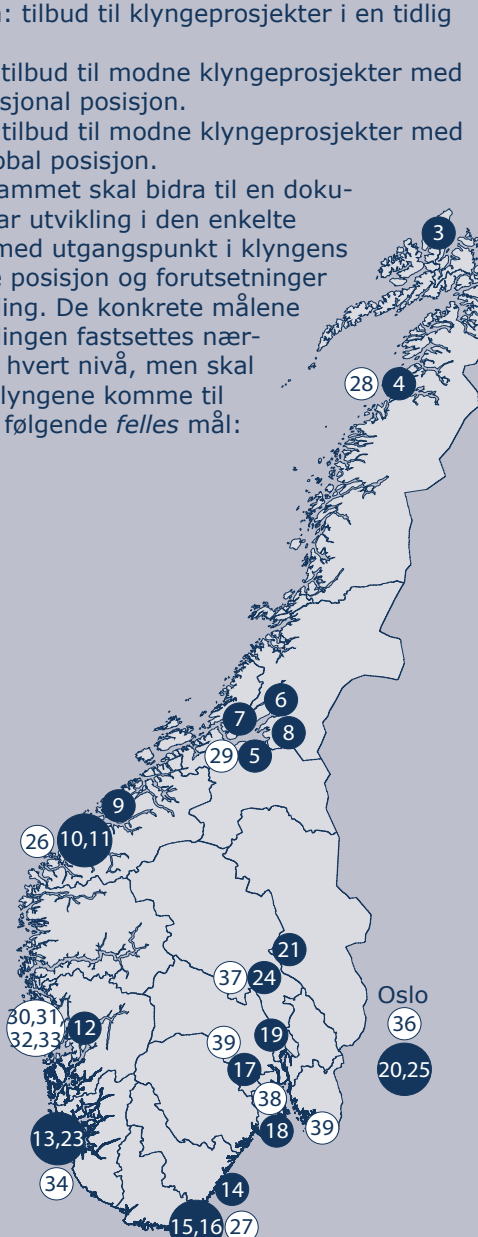 : tilbud til klyngeprosjekter i en tidlig
tilbud til modne klyngeprosjekter med
sjonal posisjon.
tilbud til modne klyngeprosjekter med
obal posisjon.
ammet skal bidra til en doku-
ar utvikling i den enkelte
med utgangspunkt i klyngens
e posisjon og forutsetninger
ling. De konkrete målene
lingen fastsettes nær-
hvert nivå, men skal
lyngene komme til
følgende felles mål:
3
28 4
6
7
8
29 5
9
26 10,11
21
37 24
Oslo
36
30,31,
32,33
12
19
39
17
20,25
38
18
39
13,23
34
14
15,16 27